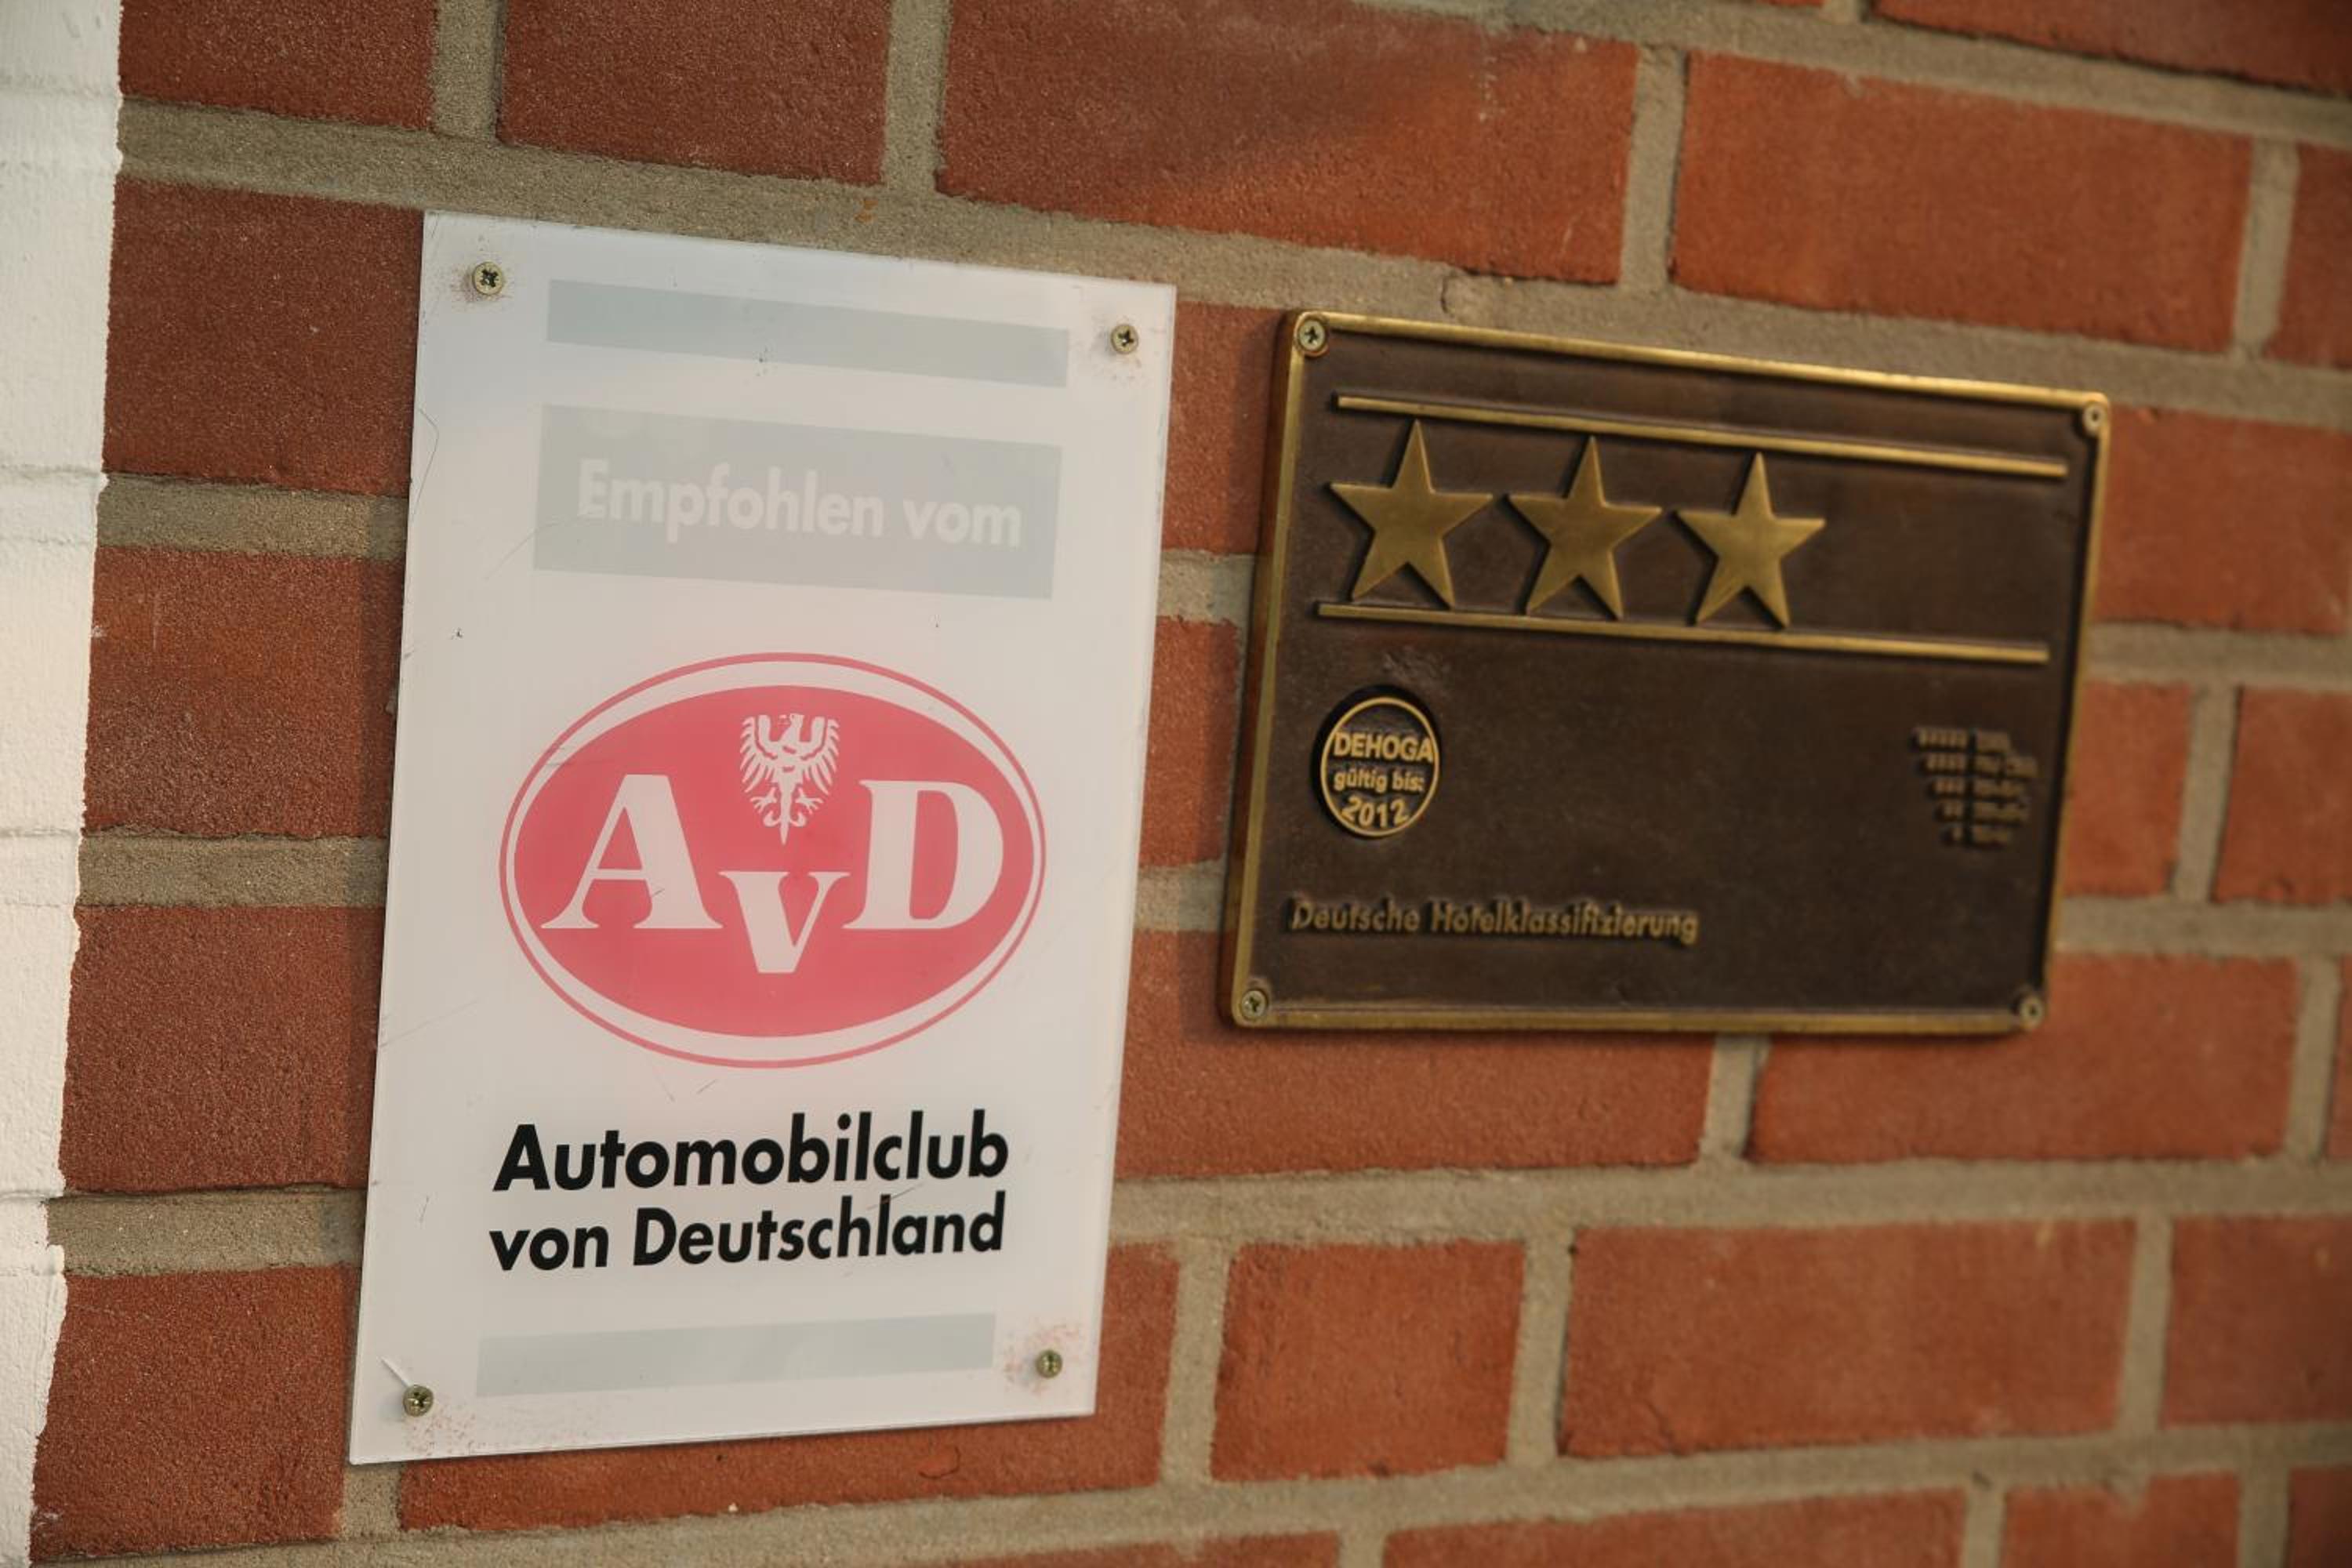 Empfohlen vom
AvD
Automobilclub
von Deutschland
DEHOGA
gültig bis:
2012
Deutsche Hotelklassifizierung